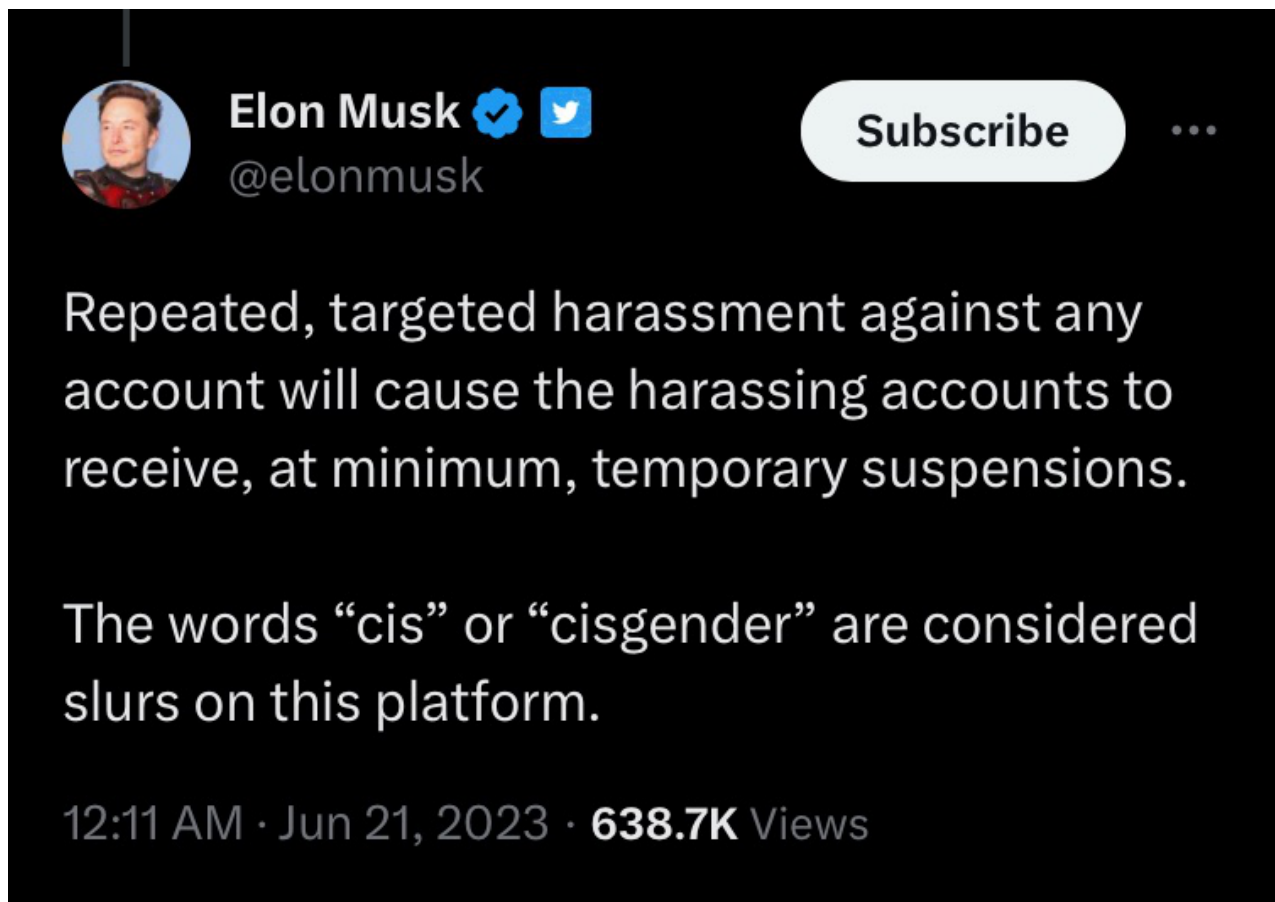 Elon Musk
@elonmusk
Subscribe
Repeated, targeted harassment against any
account will cause the harassing accounts to
receive, at minimum, temporary suspensions.
The words “cis” or “cisgender” are considered
slurs on this platform.
12:11 AM · Jun 21, 2023 · 638.7K Views